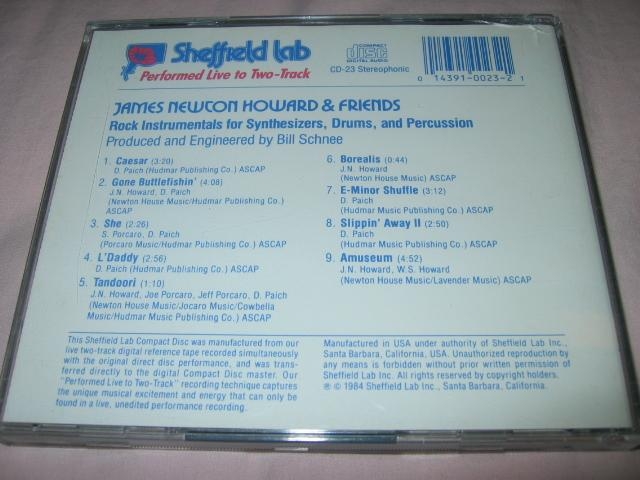 Sheffield Lab
Performed Live to Two-Track
COMPACT
disc
DIGITAL AUDIO
CD-23 Stereophonic
0 14391-0023-2 1
JAMES NEWTON HOWARD & FRIENDS
Rock Instrumentals for Synthesizers, Drums, and Percussion
Produced and Engineered by Bill Schnee
1. Caesar (3:20)
D. Paich (Hudmar Publishing Co.) ASCAP
2. Gone Buttlefishin' (4:08)
J.N. Howard, D. Paich
(Newton House Music/Hudmar Publishing Co.)
ASCAP
3. She (2:26)
S. Porcaro, D. Paich
(Porcaro Music/Hudmar Publishing Co.) ASCAP
4. L'Daddy (2:56)
D. Paich (Hudmar Publishing Co.) ASCAP
5. Tandoori (1:10)
J.N. Howard, Joe Porcaro, Jeff Porcaro, D. Paich
(Newton House Music/Jocaro Music/Cowbella
Music/Hudmar Music Publishing Co.) ASCAP
6. Borealis (0:44)
J.N. Howard
(Newton House Music) ASCAP
7. E-Minor Shuffle (3:12)
D. Paich
(Hudmar Publishing Co.) ASCAP
8. Slippin' Away II (2:50)
D. Paich
(Hudmar Publishing Co.) ASCAP
9. Amuseum (4:52)
J.N. Howard, W.S. Howard
(Newton House Music/Lavender Music) ASCAP
This Sheffield Lab Compact Disc was manufactured from our
live two-track digital reference tape recorded simultaneously
with the original direct disc performance, and was trans-
ferred directly to the digital Compact Disc master. Our
"Performed Live to Two-Track" recording technique captures
the unique musical excitement and energy that can only be
found in a live, unedited performance recording.
Manufactured in USA under authority of Sheffield Lab Inc.,
Santa Barbara, California, USA. Unauthorized reproduction by
any means is forbidden without prior written permission of
Sheffield Lab Inc. All rights reserved by copyright holders.
℗ © 1984 Sheffield Lab Inc., Santa Barbara, California.